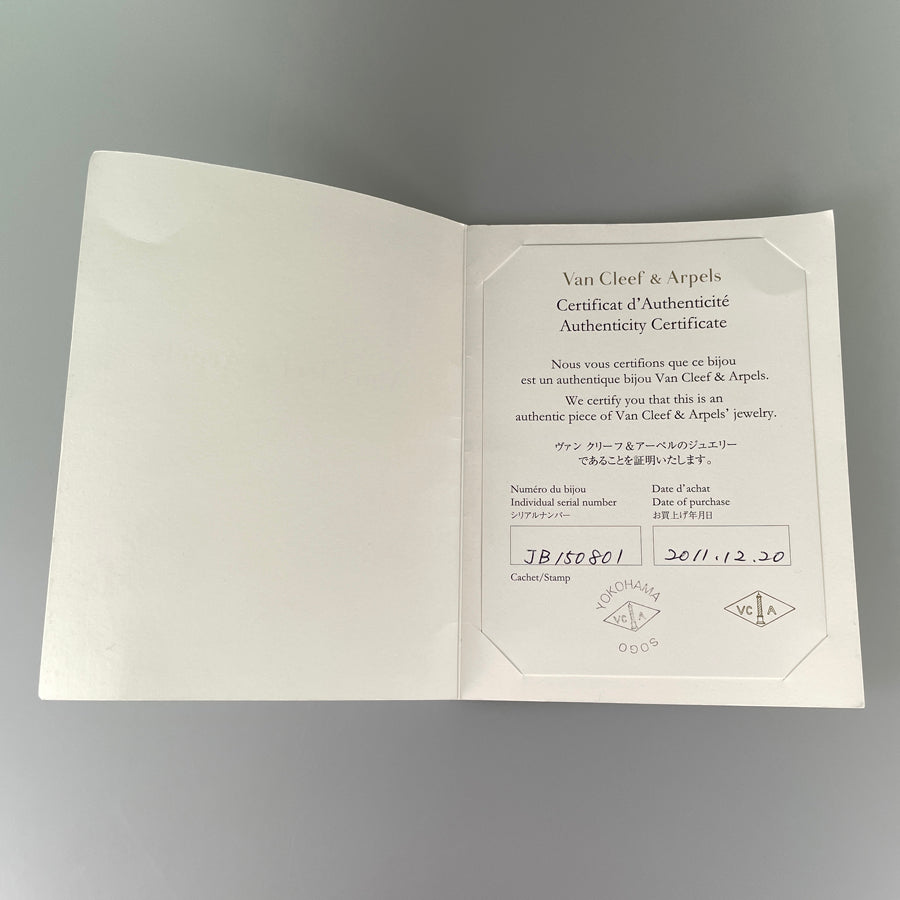 Van Cleef & Arpels
Certificat d'Authenticité
Authenticity Certificate
Nous vous certifions que ce bijou
est un authentique bijou Van Cleef & Arpels.
We certify you that this is an
authentic piece of Van Cleef & Arpels' jewelry.
ヴァン クリーフ&アーペルのジュエリー
であることを証明いたします。
Numéro du bijou
Individual serial number
シリアルナンバー
JB150801
Date d'achat
Date of purchase
お買上げ年月日
2011.12.20
Cachet/Stamp
YOKOHAMA
VC A
SOGO
VC A